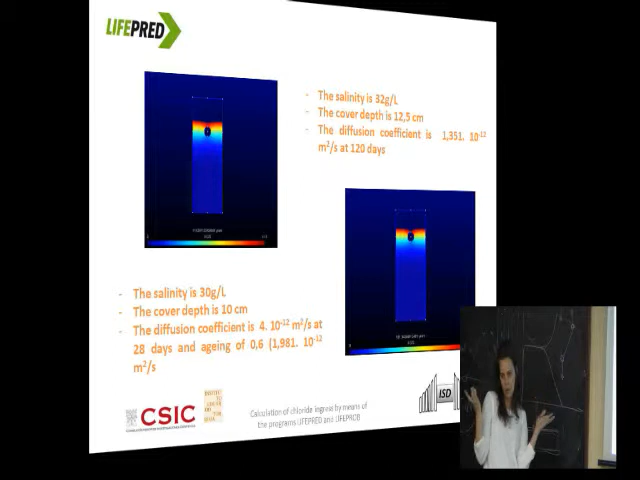 LIFEPRED
- The salinity is 32g/L
- The cover depth is 12,5 cm
- The diffusion coefficient is 1,351. 10⁻¹²
m²/s at 120 days
- The salinity is 30g/L
- The cover depth is 10 cm
- The diffusion coefficient is 4. 10⁻¹² m²/s at
28 days and ageing of 0,6 (1,981. 10⁻¹²
m²/s
CSIC
Calculation of chloride ingress by means of
the programs LIFEPRED and LIFEPROB
ISD